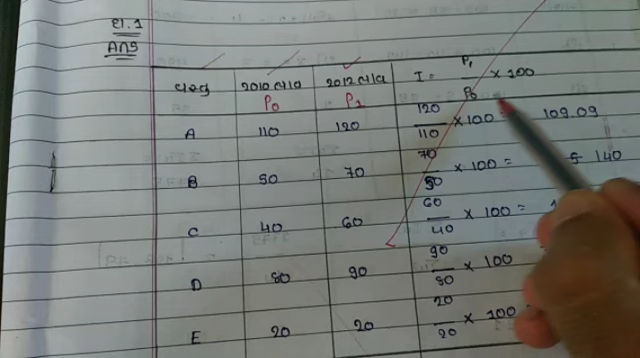 દા.1
Ans
વસ્તુ 2010 ભાવ 2012 ભાવ I = P₁/P₀ × 100
P₀ P₁
A 110 120 120/110 × 100 = 109.09
B 50 70 70/50 × 100 = 140
C 40 60 60/40 × 100 =
D 80 90 90/80 × 100
E 20 20 20/20 × 100 =